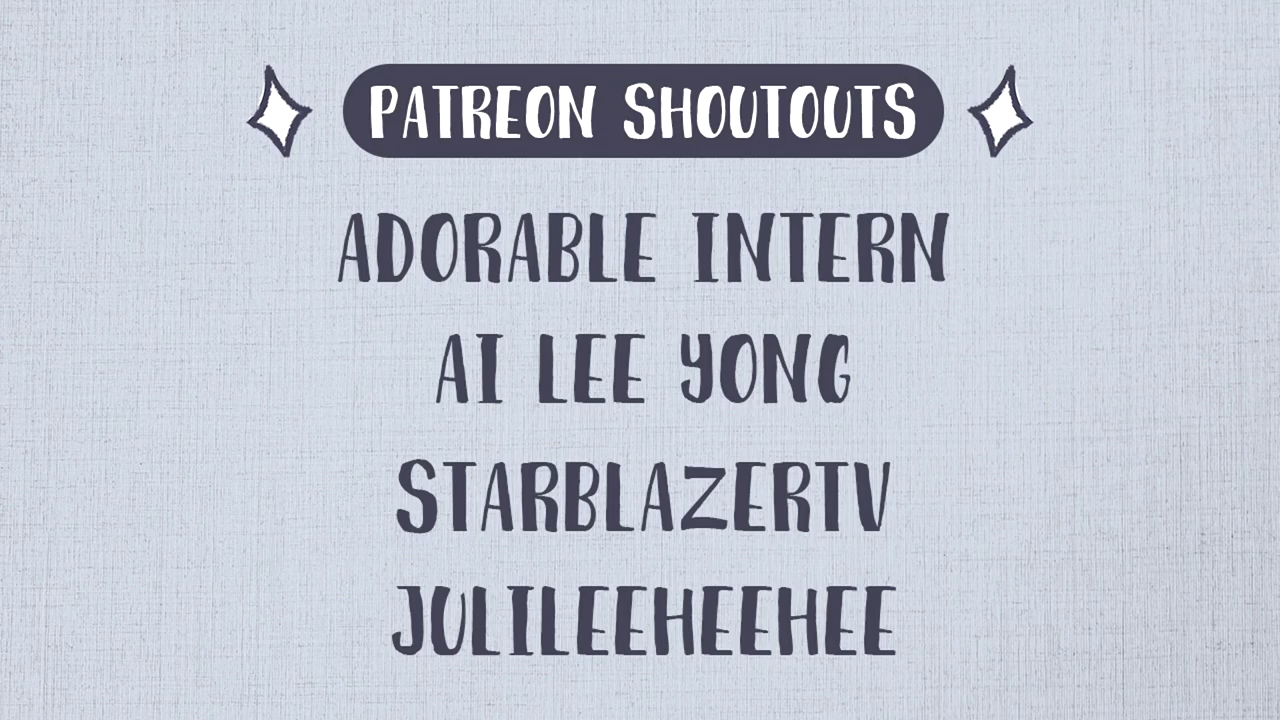 PATREON SHOUTOUTS
ADORABLE INTERN
AI LEE YONG
STARBLAZERTV
JULILEEHEEHEE